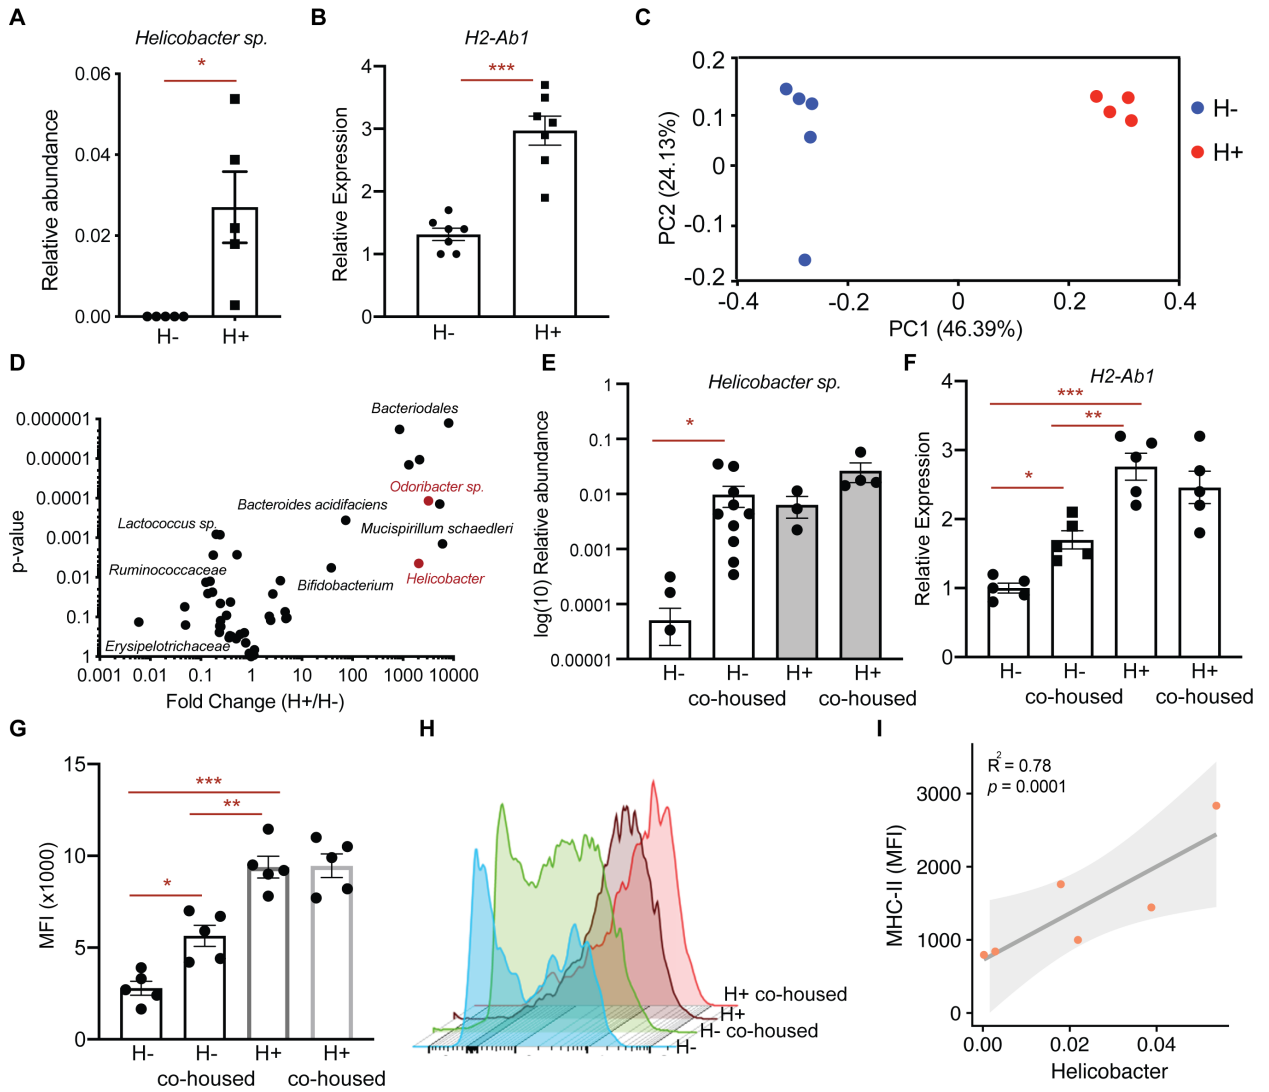 A
Helicobacter sp.
*
0.06
0.04
0.02
0.00
Relative abundance
H-
H+
B
H2-Ab1
***
4
3
2
1
0
Relative Expression
H-
H+
C
0.2
0.1
0
-0.1
-0.2
PC2 (24.13%)
-0.4
-0.2
0
0.2
0.4
PC1 (46.39%)
H-
H+
D
0.000001
0.00001
0.0001
0.001
0.01
0.1
1
p-value
Bacteriodales
Odoribacter sp.
Bacteroides acidifaciens
Lactococcus sp.
Mucispirillum schaedleri
Ruminococcaceae
Bifidobacterium
Helicobacter
Erysipelotrichaceae
0.001
0.01
0.1
1
10
100
1000
10000
Fold Change (H+/H-)
E
Helicobacter sp.
*
1
0.1
0.01
0.001
0.0001
0.00001
log(10) Relative abundance
H-
H-
co-housed
H+
H+
co-housed
F
H2-Ab1
***
**
*
4
3
2
1
0
Relative Expression
H-
H-
co-housed
H+
H+
co-housed
G
***
**
*
15
10
5
0
MFI (x1000)
H-
H-
co-housed
H+
H+
co-housed
H
H+ co-housed
H+
H- co-housed
H-
I
R2 = 0.78
p = 0.0001
3000
2000
1000
0
MHC-II (MFI)
0.00
0.02
0.04
Helicobacter